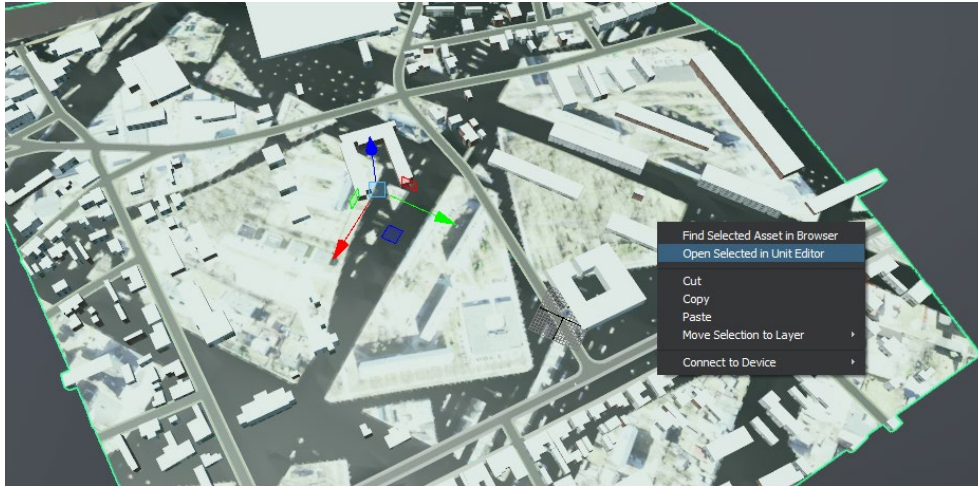 Find Selected Asset in Browser
Open Selected in Unit Editor
Cut
Copy
Paste
Move Selection to Layer
Connect to Device